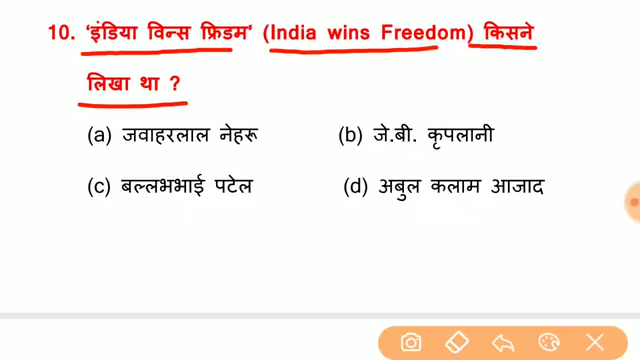 10. ‘इंडिया विन्स फ्रिडम’ (India wins Freedom) किसने
लिखा था ?
(a) जवाहरलाल नेहरू (b) जे.बी. कृपलानी
(c) बल्लभभाई पटेल (d) अबुल कलाम आजाद